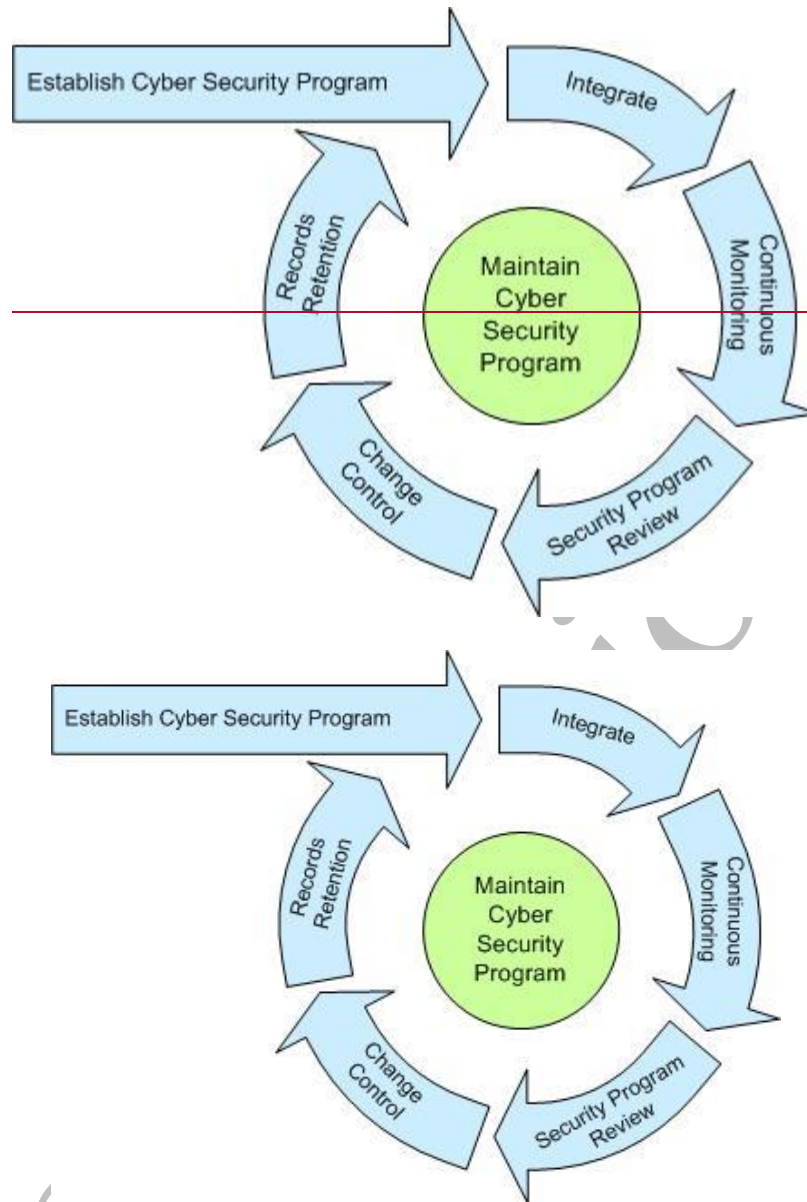 Establish Cyber Security Program
Integrate
Continuous
Monitoring
Security Program
Review
Change
Control
Records
Retention
Maintain
Cyber
Security
Program
Establish Cyber Security Program
Integrate
Continuous
Monitoring
Security Program
Review
Change
Control
Records
Retention
Maintain
Cyber
Security
Program